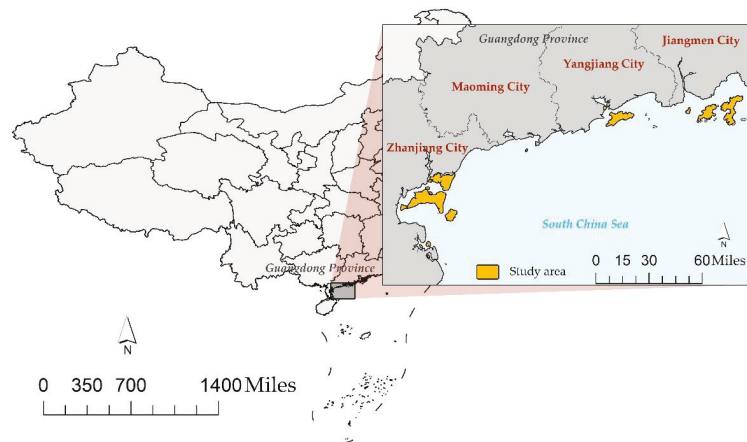 Guangdong Province
Jiangmen City
Yangjiang City
Maoming City
Zhanjiang City
South China Sea
N
Study area
0 15 30 60 Miles
Guangdong Province
N
0 350 700 1400 Miles